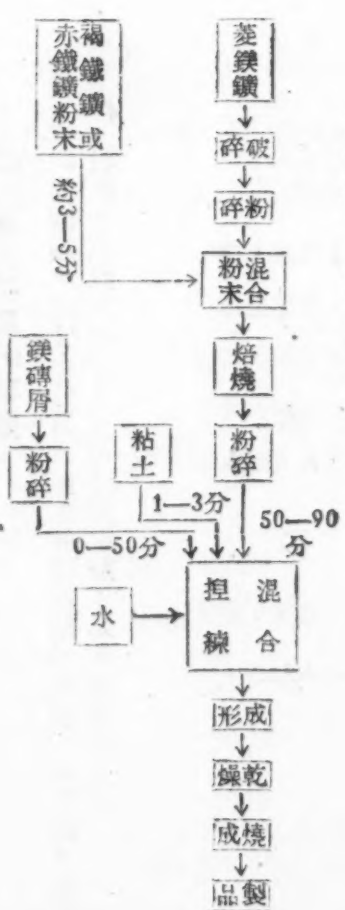 褐鐵鑛或
赤鐵鑛粉末
約3—5分
菱鎂鑛
破碎
粉碎
混合
粉末
焙燒
粉碎
50—90
分
粘土
1—3分
鎂磚屑
粉碎
0—50分
水
混合
捏練
成形
乾燥
燒成
製品